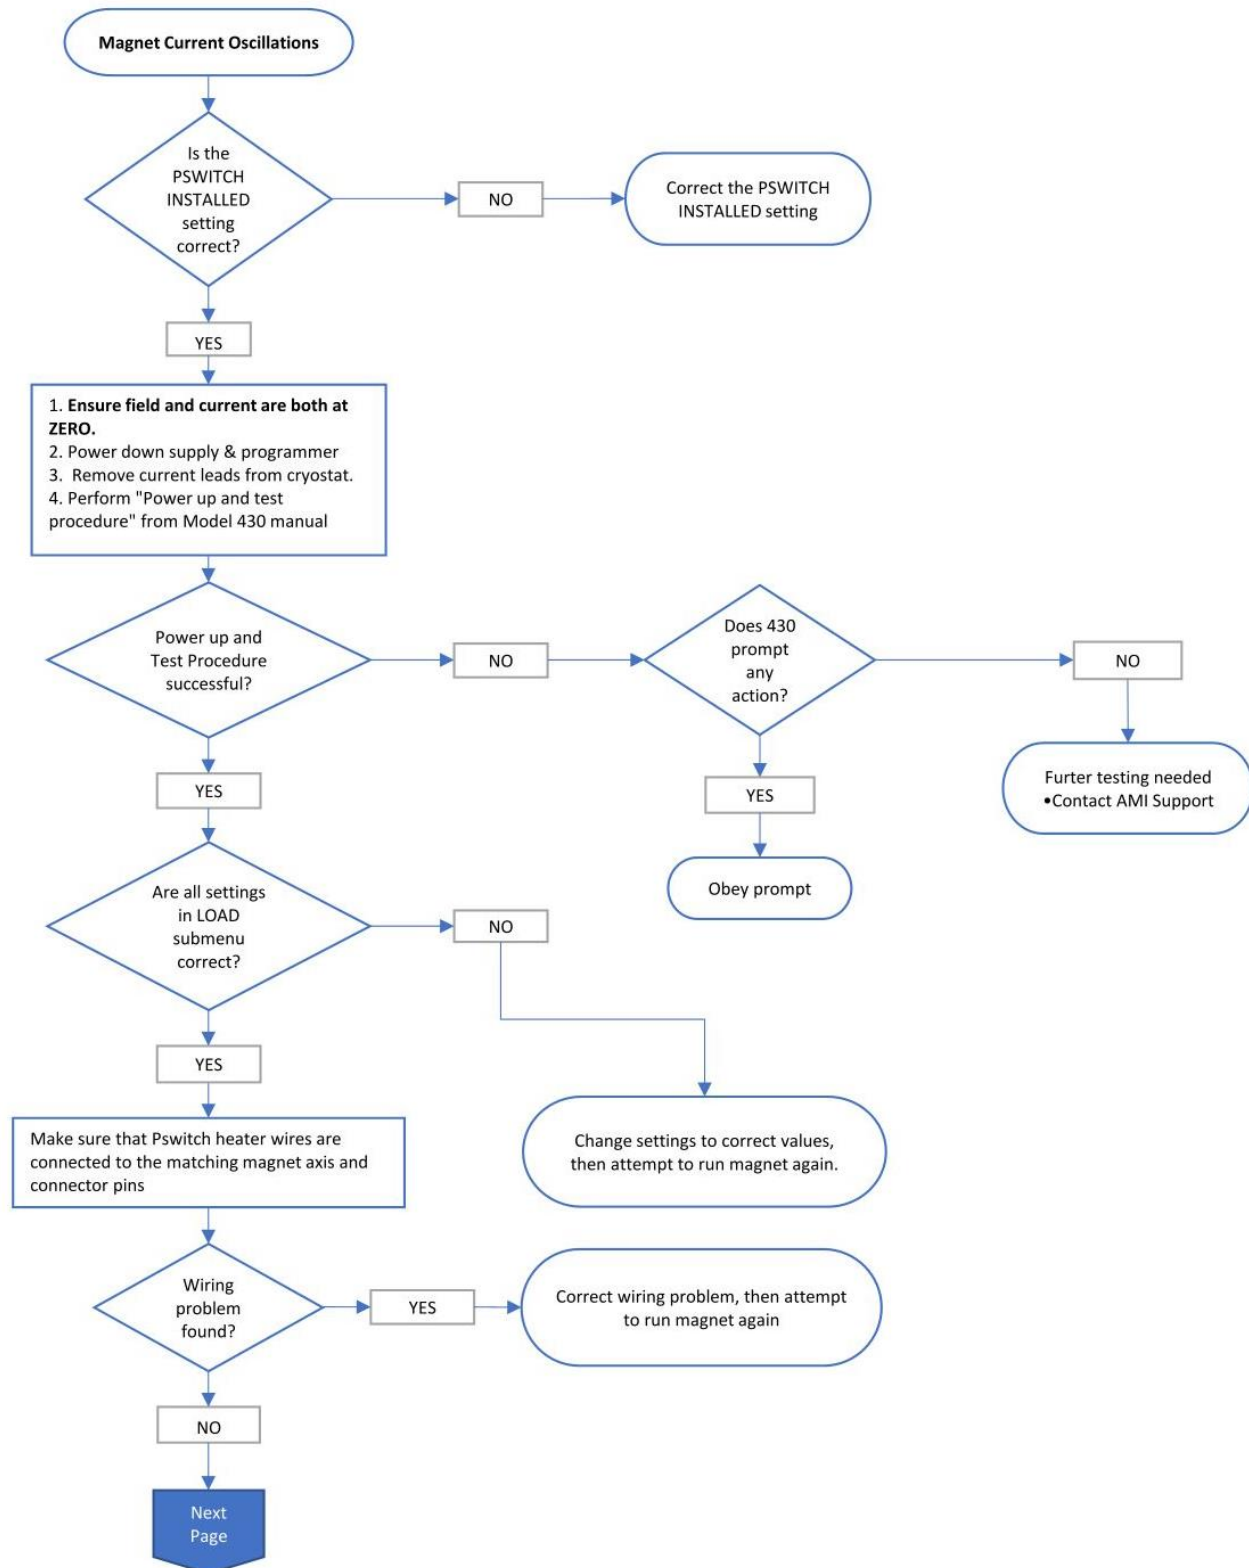 Magnet Current Oscillations
Is the
PSWITCH
INSTALLED
setting
correct?
NO
Correct the PSWITCH
INSTALLED setting
YES
1. Ensure field and current are both at
ZERO.
2. Power down supply & programmer
3. Remove current leads from cryostat.
4. Perform "Power up and test
procedure" from Model 430 manual
Power up and
Test Procedure
successful?
NO
Does 430
prompt
any
action?
NO
Furter testing needed
•Contact AMI Support
YES
Obey prompt
YES
Are all settings
in LOAD
submenu
correct?
NO
Change settings to correct values,
then attempt to run magnet again.
YES
Make sure that Pswitch heater wires are
connected to the matching magnet axis and
connector pins
Wiring
problem
found?
YES
Correct wiring problem, then attempt
to run magnet again
NO
Next
Page